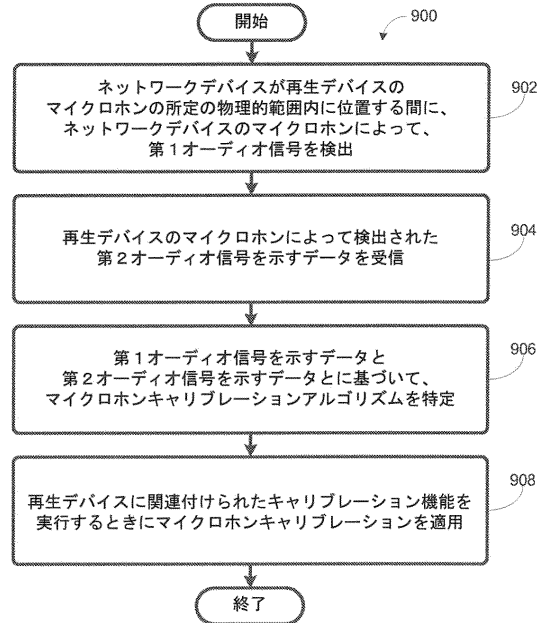 開始
900
ネットワークデバイスが再生デバイスの
マイクロホンの所定の物理的範囲内に位置する間に、
ネットワークデバイスのマイクロホンによって、
第1オーディオ信号を検出
902
再生デバイスのマイクロホンによって検出された
第2オーディオ信号を示すデータを受信
904
第1オーディオ信号を示すデータと
第2オーディオ信号を示すデータとに基づいて、
マイクロホンキャリブレーションアルゴリズムを特定
906
再生デバイスに関連付けられたキャリブレーション機能を
実行するときにマイクロホンキャリブレーションを適用
908
終了